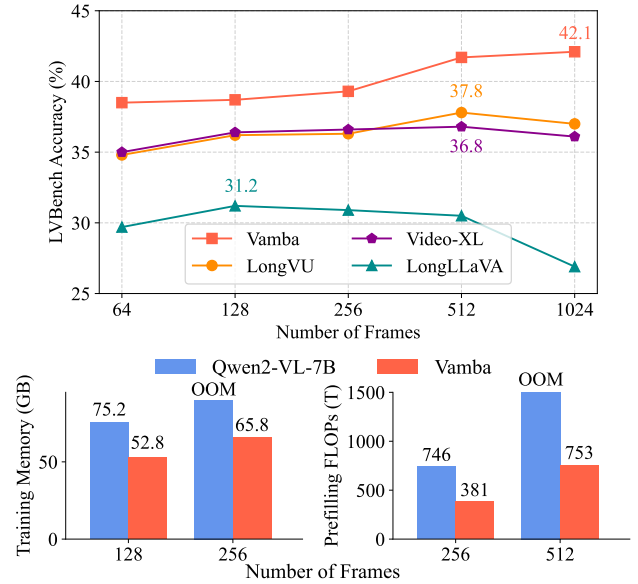 45
40
35
30
25
LVBench Accuracy (%)
42.1
37.8
36.8
31.2
Vamba
Video-XL
LongVU
LongLLaVA
64
128
256
512
1024
Number of Frames
Qwen2-VL-7B
Vamba
Training Memory (GB)
50
0
75.2
52.8
OOM
65.8
128
256
Prefilling FLOPs (T)
1500
1000
500
0
746
381
OOM
753
256
512
Number of Frames